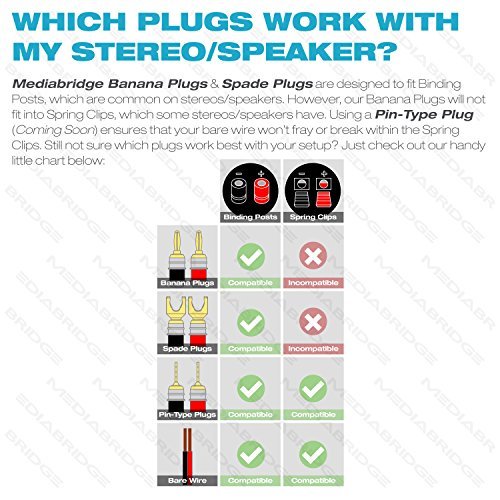 WHICH PLUGS WORK WITH
MY STEREO/SPEAKER?
Mediabridge Banana Plugs & Spade Plugs are designed to fit Binding
Posts, which are common on stereos/speakers. However, our Banana Plugs will not
fit into Spring Clips, which some stereos/speakers have. Using a Pin-Type Plug
(Coming Soon) ensures that your bare wire won't fray or break within the Spring
Clips. Still not sure which plugs work best with your setup? Just check out our handy
little chart below:
- +
- +
Binding Posts
Spring Clips
Banana Plugs
Compatible
Incompatible
Spade Plugs
Compatible
Incompatible
Pin-Type Plugs
Compatible
Compatible
Bare Wire
Compatible
Compatible
MEDIABRIDGE